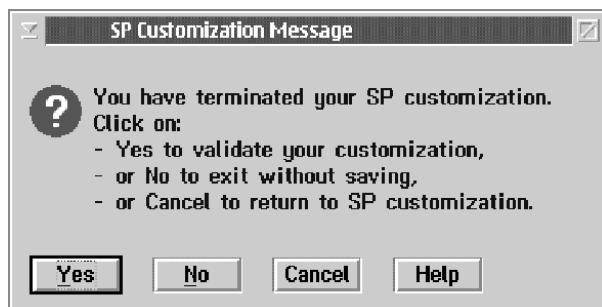 SP Customization Message
You have terminated your SP customization.
Click on:
- Yes to validate your customization,
- or No to exit without saving,
- or Cancel to return to SP customization.
Yes No Cancel Help